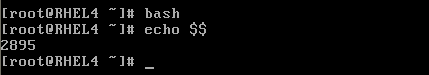 [root@RHEL4 ~]# bash
[root@RHEL4 ~]# echo $$
2895
[root@RHEL4 ~]# _